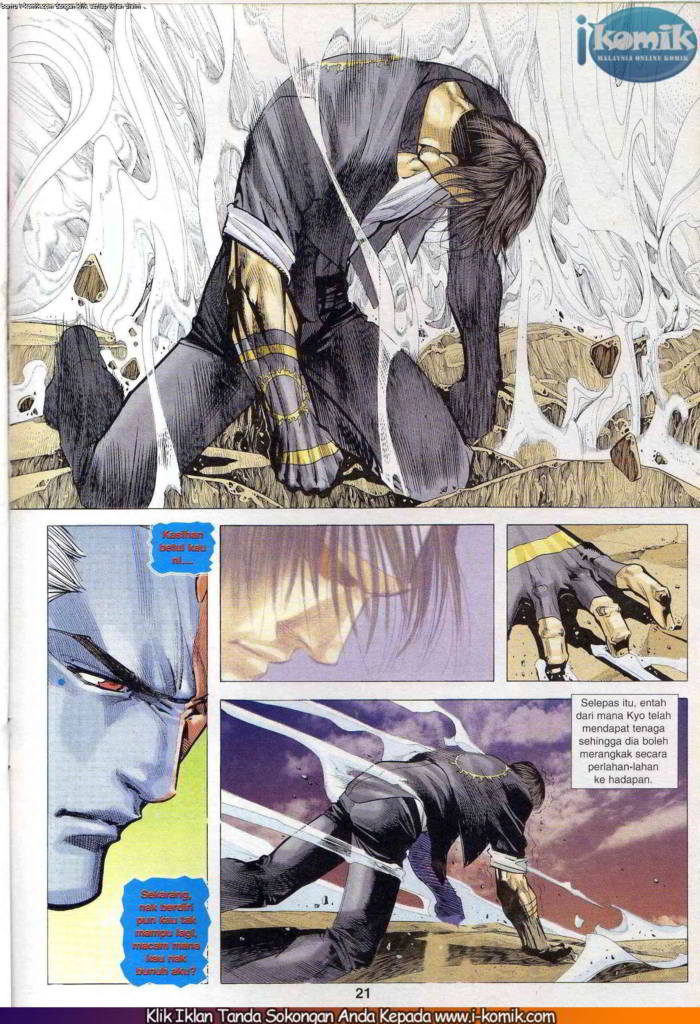 i komik
MALAYSIA ONLINE KOMIK
Kasihan
betul kau
ni....
Selepas itu, entah
dari mana Kyo telah
mendapat tenaga
sehingga dia boleh
merangkak secara
perlahan-lahan
ke hadapan.
Sekarang,
nak berdiri
pun kau tak
mampu lagi,
macam mana
kau nak
bunuh aku?
21
Klik Iklan Tanda Sokongan Anda Kepada www.i-komik.com